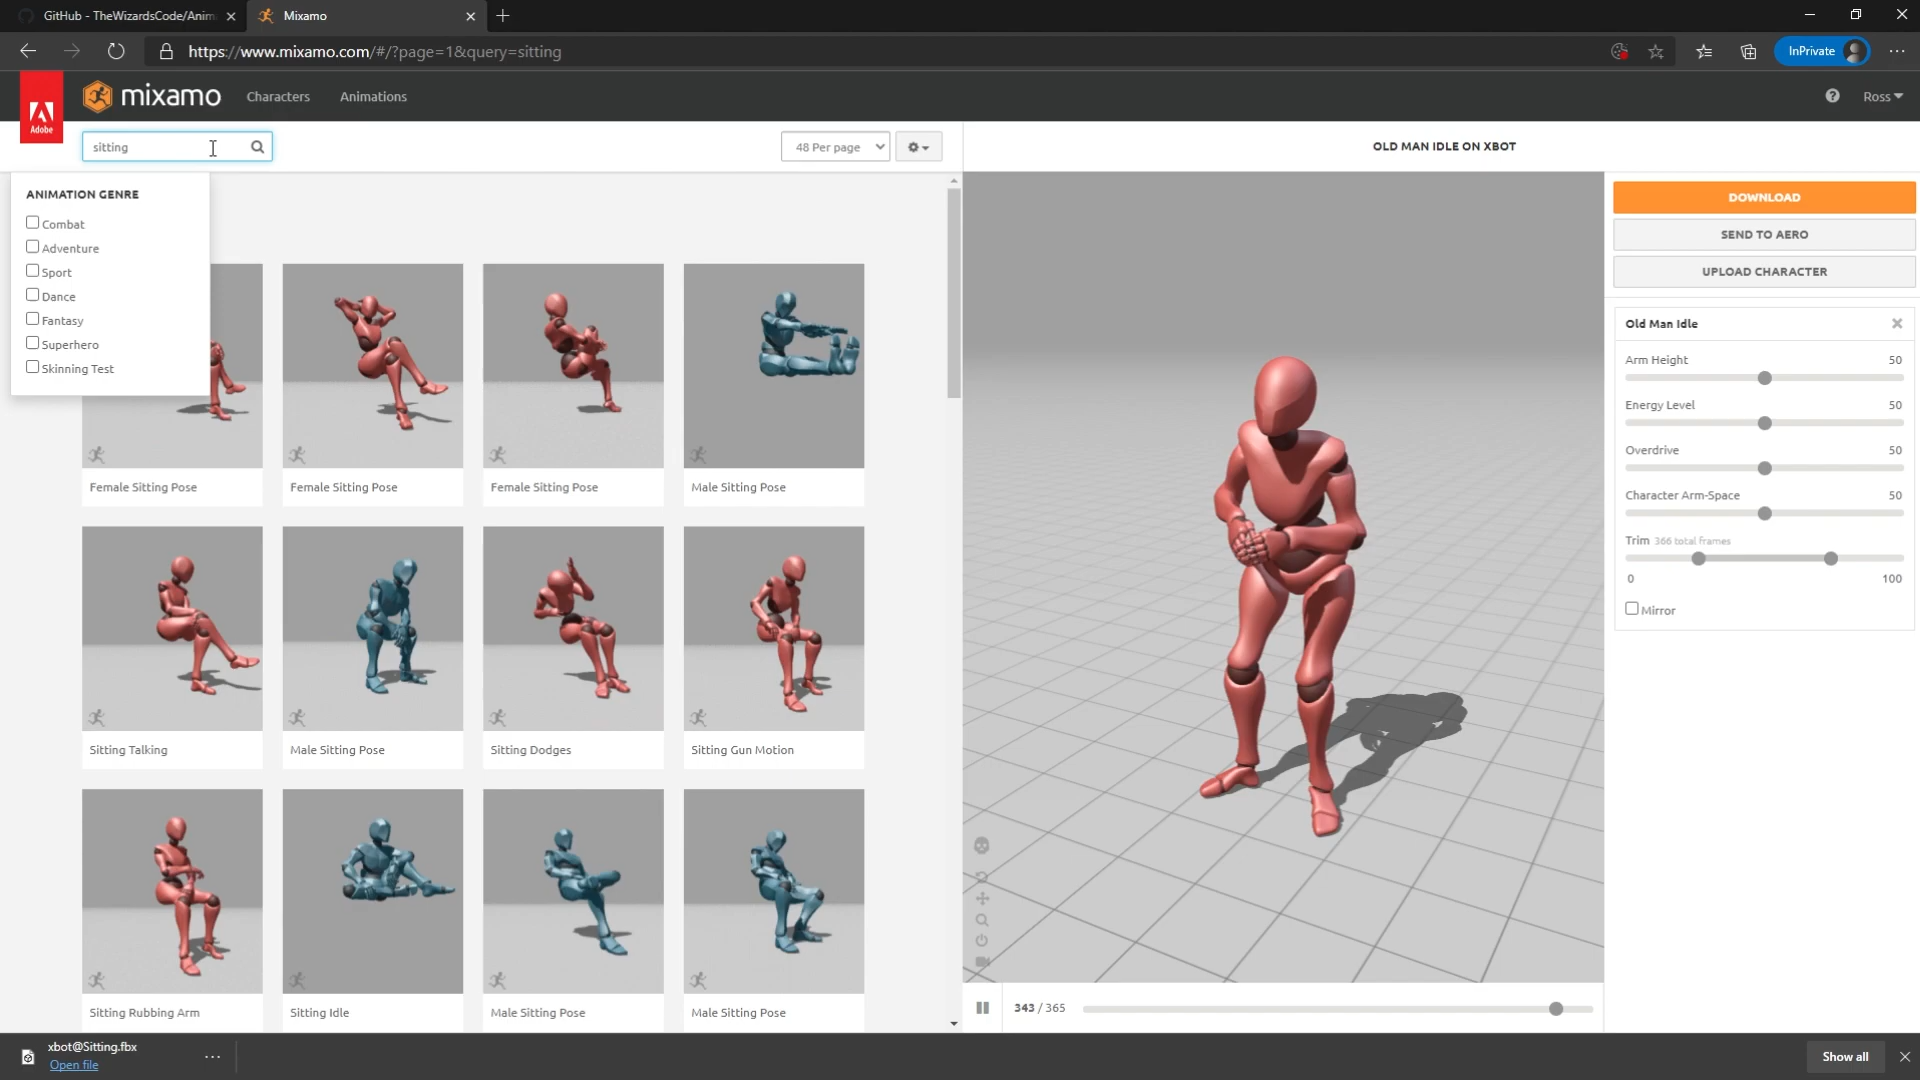 GitHub - TheWizardsCode/Anim
Mixamo
https://www.mixamo.com/#/?page=1&query=sitting
InPrivate
Adobe
mixamo
Characters
Animations
Ross
sitting
48 Per page
OLD MAN IDLE ON XBOT
ANIMATION GENRE
Combat
Adventure
Sport
Dance
Fantasy
Superhero
Skinning Test
Female Sitting Pose
Female Sitting Pose
Female Sitting Pose
Male Sitting Pose
Sitting Talking
Male Sitting Pose
Sitting Dodges
Sitting Gun Motion
Sitting Rubbing Arm
Sitting Idle
Male Sitting Pose
Male Sitting Pose
DOWNLOAD
SEND TO AERO
UPLOAD CHARACTER
Old Man Idle
Arm Height 50
Energy Level 50
Overdrive 50
Character Arm-Space 50
Trim 366 total frames
0 100
Mirror
343 / 365
xbot@Sitting.fbx
Open file
Show all